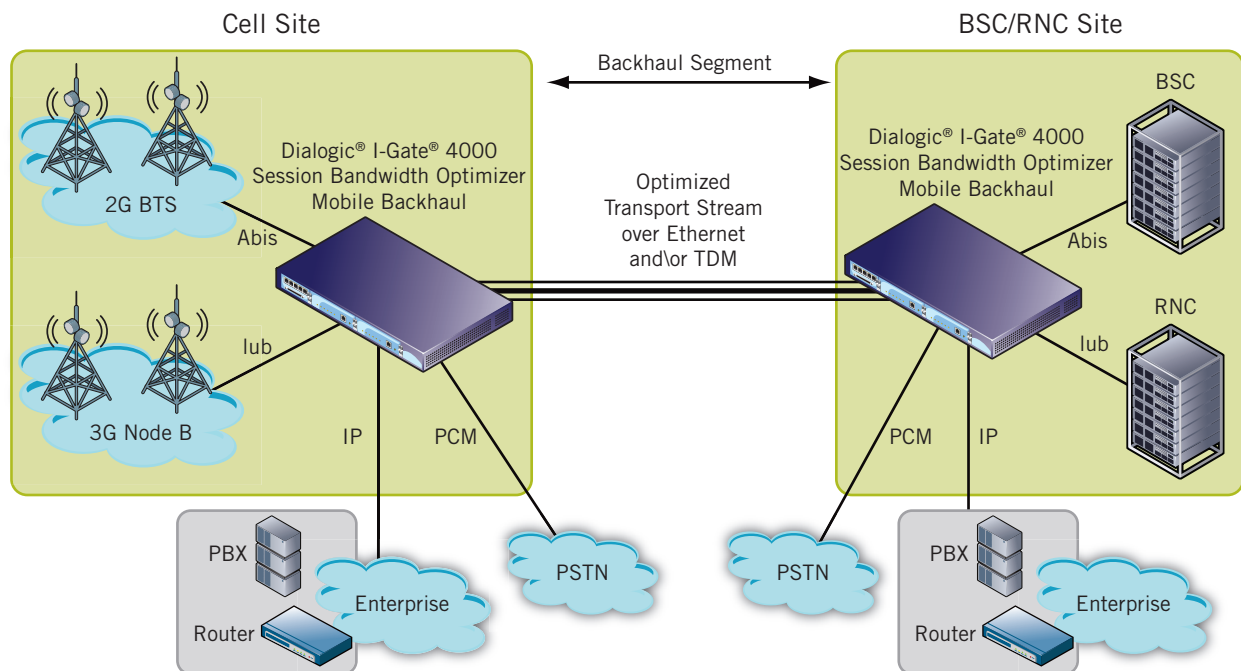 Cell Site
BSC/RNC Site
Backhaul Segment
2G BTS
Dialogic® I-Gate® 4000
Session Bandwidth Optimizer
Mobile Backhaul
Abis
3G Node B
Iub
IP
PCM
Optimized
Transport Stream
over Ethernet
and\or TDM
Dialogic® I-Gate® 4000
Session Bandwidth Optimizer
Mobile Backhaul
BSC
Abis
RNC
Iub
PCM
IP
PBX
Router
Enterprise
PSTN
PSTN
PBX
Router
Enterprise